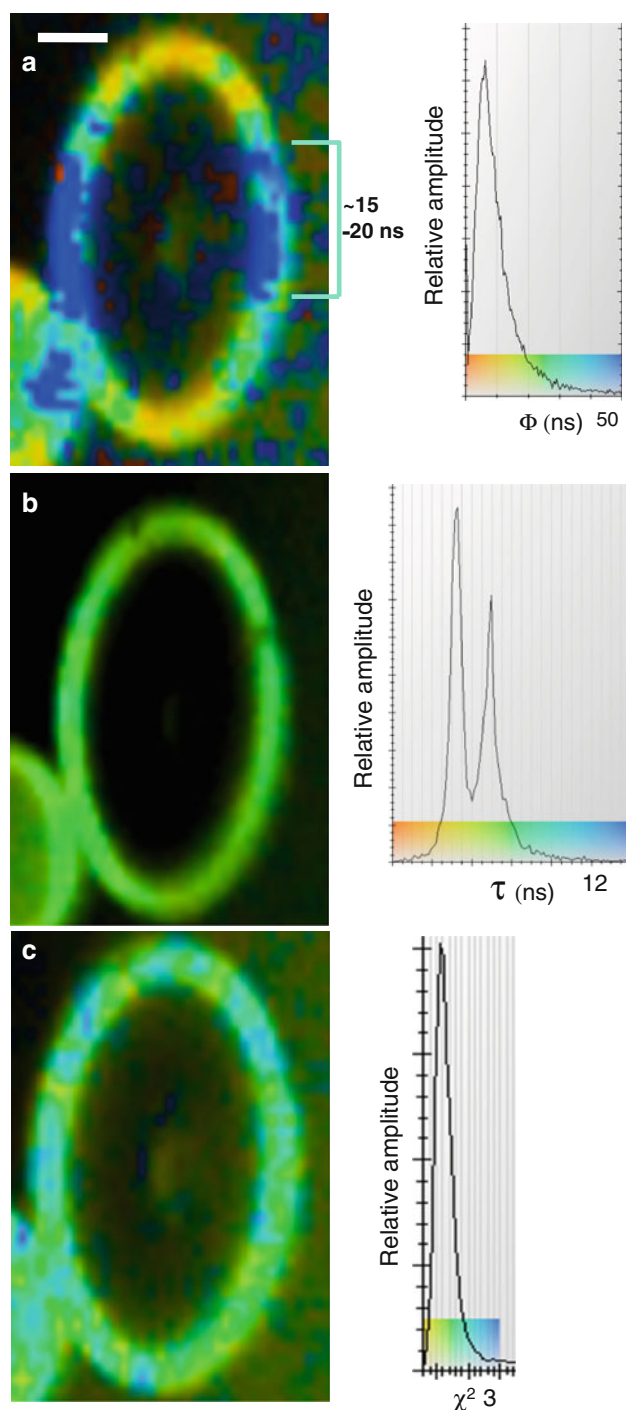 a
~15
-20 ns
Relative amplitude
Φ (ns) 50
b
Relative amplitude
τ (ns) 12
c
Relative amplitude
χ² 3